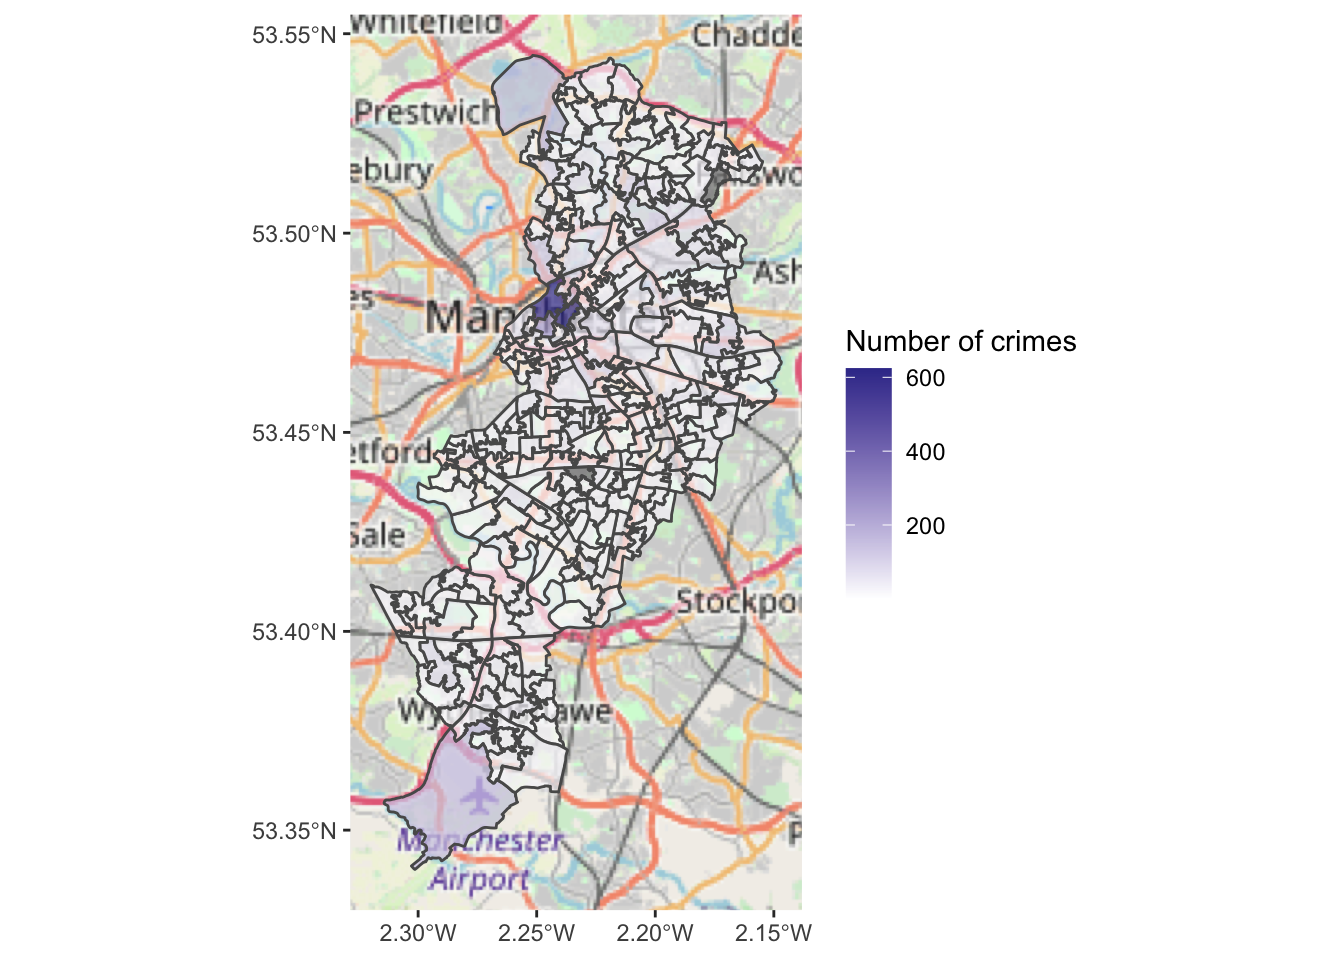 Whitefield
Chadde
53.55°N
Prestwich
ebury
53.50°N
Ash
es
Man
53.45°N
etford
Sale
Stockpo
53.40°N
awe
53.35°N
Manchester
Airport
P
2.30°W 2.25°W 2.20°W 2.15°W
Number of crimes
600
400
200